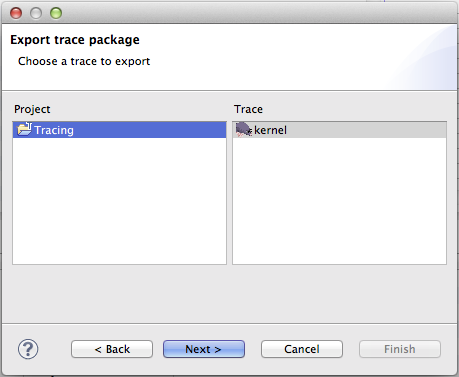 Export trace package
Choose a trace to export
Project
Trace
Tracing
kernel
?
< Back
Next >
Cancel
Finish